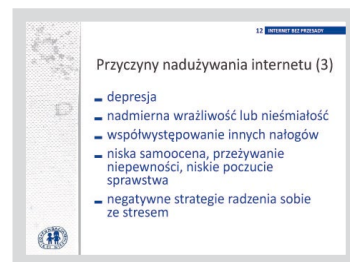 12 INTERNET BEZ PRZESADY
Przyczyny nadużywania internetu (3)
depresja
nadmierna wrażliwość lub nieśmiałość
współwystępowanie innych nałogów
niska samoocena, przeżywanie
niepewności, niskie poczucie
sprawstwa
negatywne strategie radzenia sobie
ze stresem